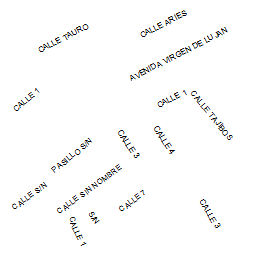 CALLE ARIES
CALLE TAURO
AVENIDA VIRGEN DE LUJAN
CALLE 1
CALLE 1
CALLE TAJIBOS
CALLE 3
CALLE 4
PASILLO S/N
CALLE S/N
CALLE SIN NOMBRE
CALLE ?
S/N
CALLE 1
CALLE 3